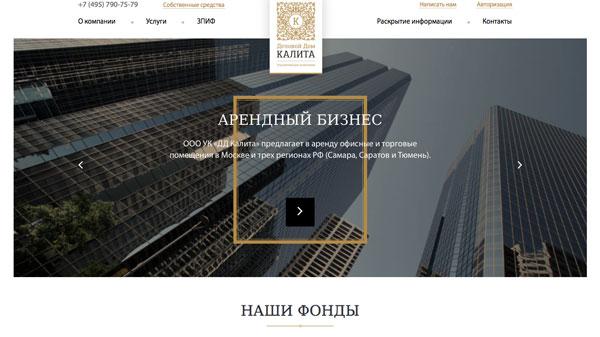 +7 (495) 790-75-79
Собственные средства
Написать нам
Авторизация
О компании
Услуги
ЗПИФ
Раскрытие информации
Контакты
К
Деловой Дом
КАЛИТА
АРЕНДНЫЙ БИЗНЕС
ООО УК «ДД Калита» предлагает в аренду офисные и торговые
помещения в Москве и трех регионах РФ (Самара, Саратов и Тюмень).
НАШИ ФОНДЫ